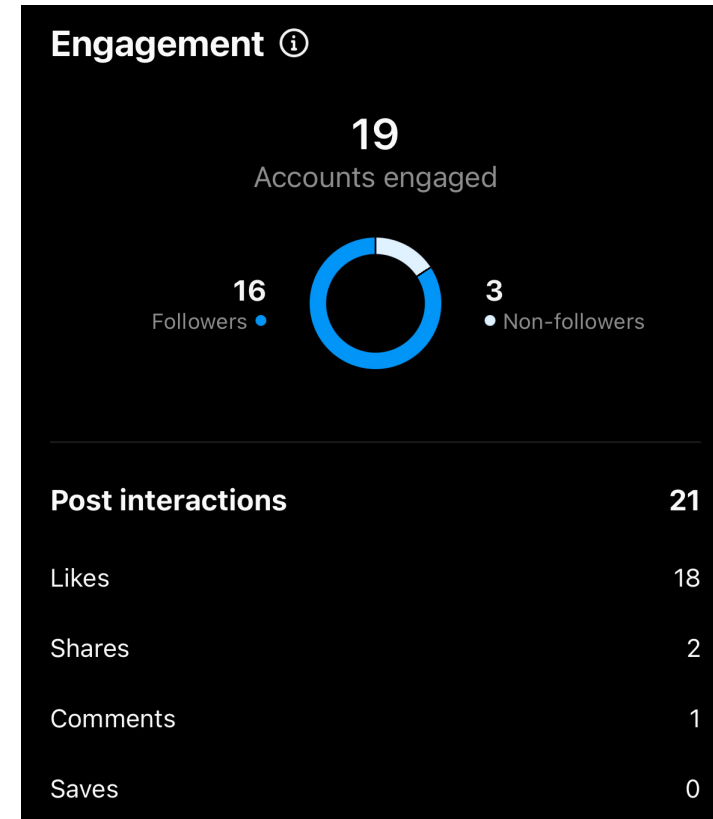 Engagement
19
Accounts engaged
16
Followers
3
Non-followers
Post interactions 21
Likes 18
Shares 2
Comments 1
Saves 0